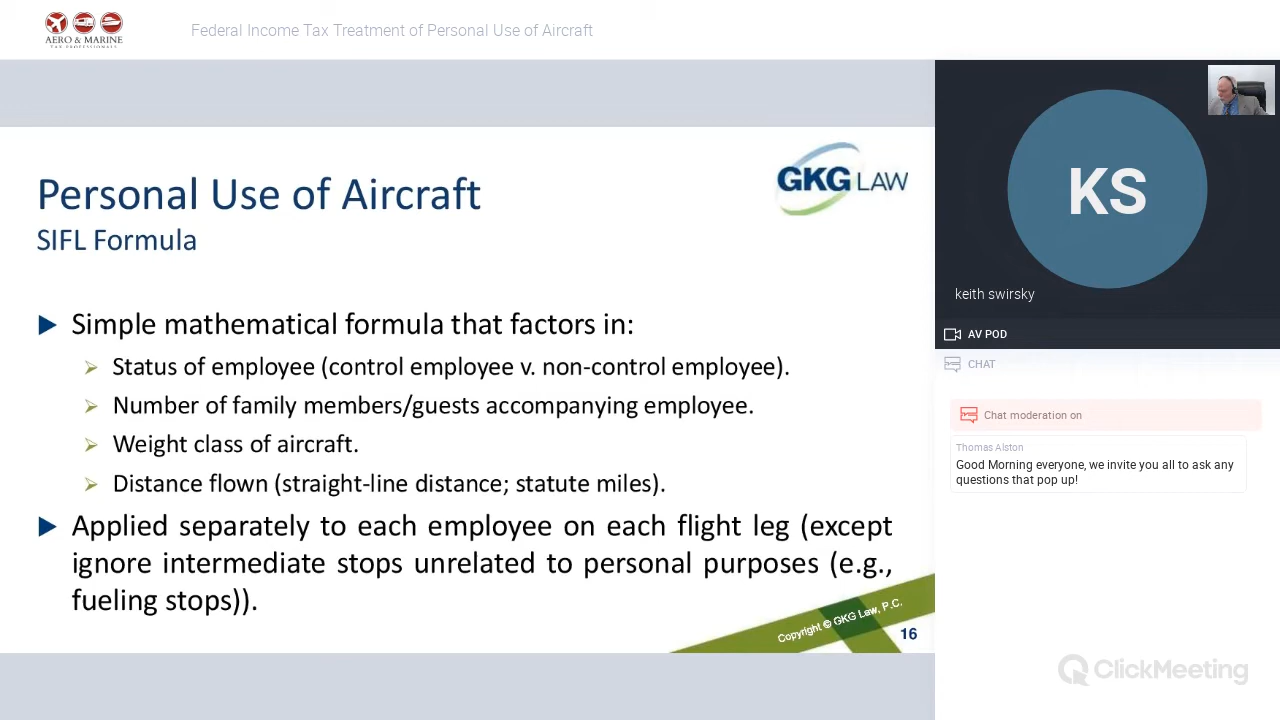 AERO & MARINE
TAX PROFESSIONALS
Federal Income Tax Treatment of Personal Use of Aircraft
GKG LAW
Personal Use of Aircraft
SIFL Formula
Simple mathematical formula that factors in:
Status of employee (control employee v. non-control employee).
Number of family members/guests accompanying employee.
Weight class of aircraft.
Distance flown (straight-line distance; statute miles).
Applied separately to each employee on each flight leg (except
ignore intermediate stops unrelated to personal purposes (e.g.,
fueling stops)).
Copyright © GKG Law, P.C.
16
KS
keith swirsky
AV POD
CHAT
Chat moderation on
Thomas Alston
Good Morning everyone, we invite you all to ask any
questions that pop up!
ClickMeeting